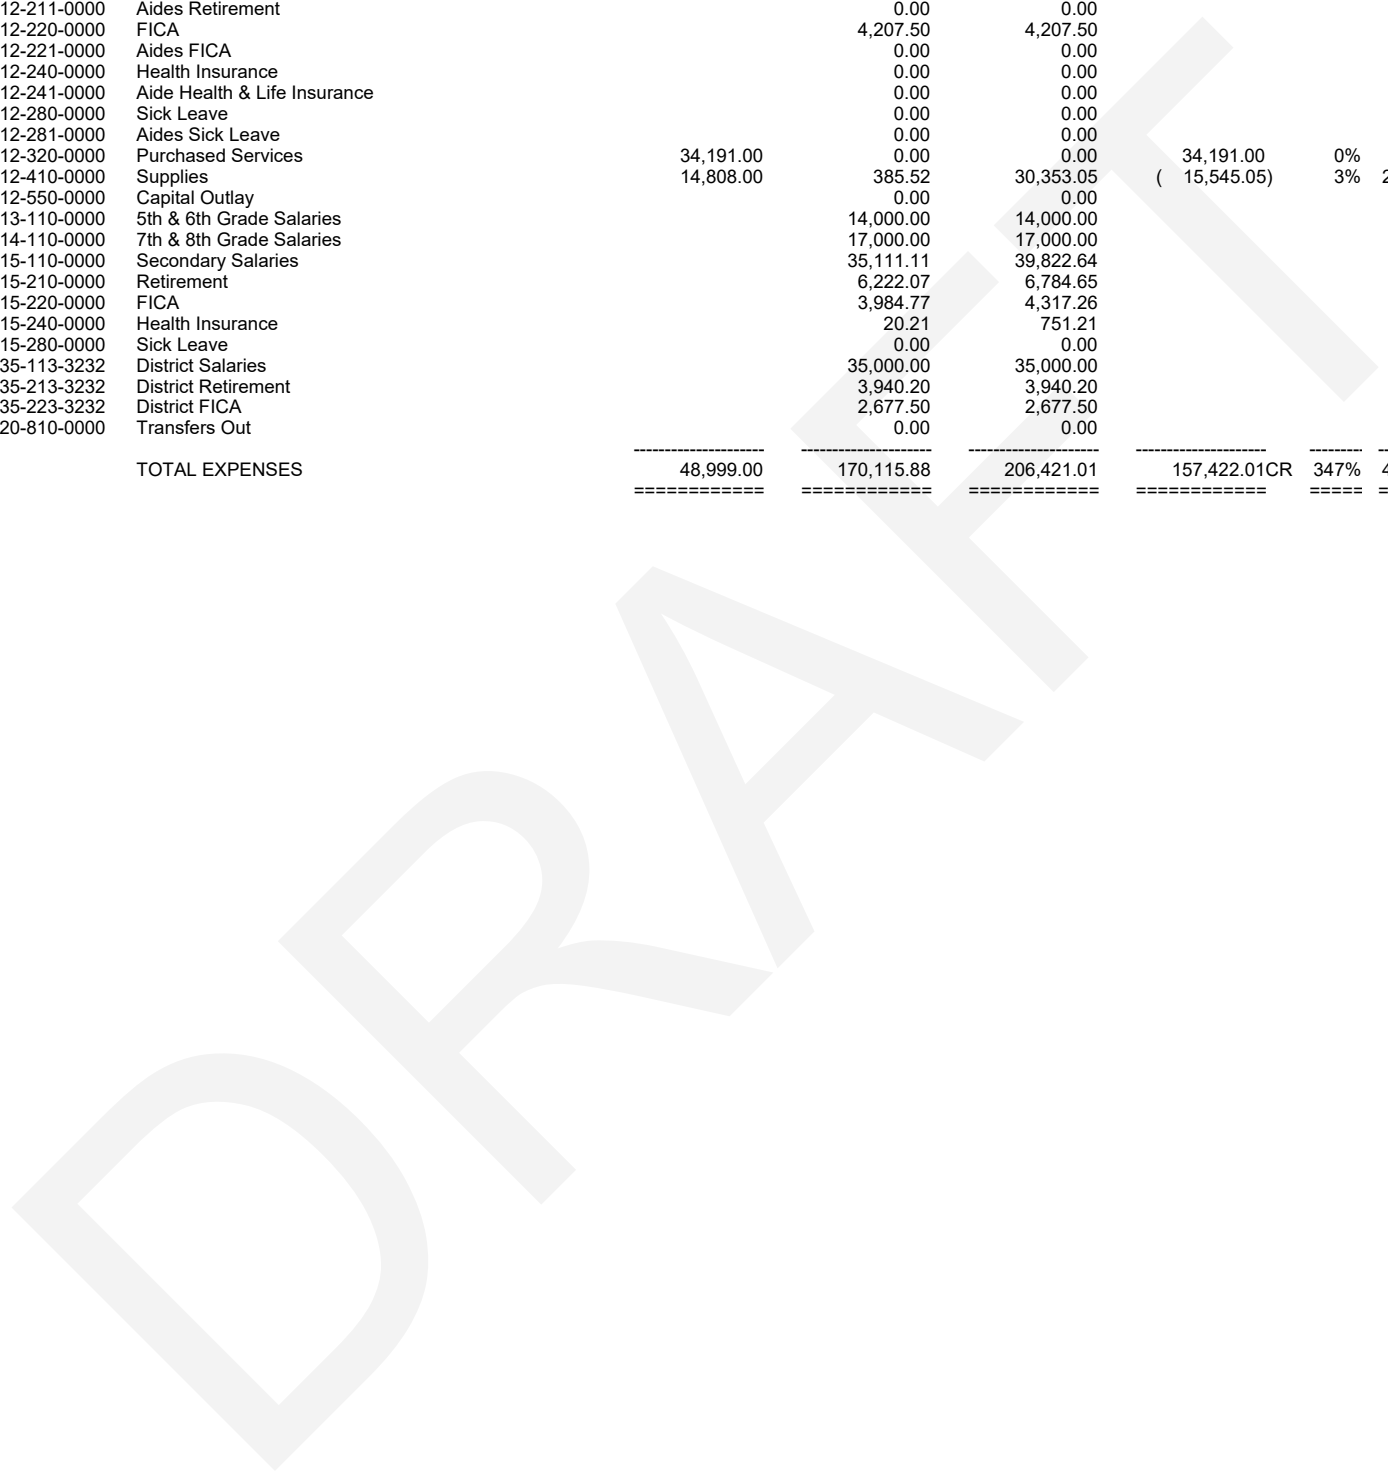 12-211-0000 Aides Retirement 0.00 0.00
12-220-0000 FICA 4,207.50 4,207.50
12-221-0000 Aides FICA 0.00 0.00
12-240-0000 Health Insurance 0.00 0.00
12-241-0000 Aide Health & Life Insurance 0.00 0.00
12-280-0000 Sick Leave 0.00 0.00
12-281-0000 Aides Sick Leave 0.00 0.00
12-320-0000 Purchased Services 34,191.00 0.00 0.00 34,191.00 0%
12-410-0000 Supplies 14,808.00 385.52 30,353.05 ( 15,545.05) 3% 2
12-550-0000 Capital Outlay 0.00 0.00
13-110-0000 5th & 6th Grade Salaries 14,000.00 14,000.00
14-110-0000 7th & 8th Grade Salaries 17,000.00 17,000.00
15-110-0000 Secondary Salaries 35,111.11 39,822.64
15-210-0000 Retirement 6,222.07 6,784.65
15-220-0000 FICA 3,984.77 4,317.26
15-240-0000 Health Insurance 20.21 751.21
15-280-0000 Sick Leave 0.00 0.00
35-113-3232 District Salaries 35,000.00 35,000.00
35-213-3232 District Retirement 3,940.20 3,940.20
35-223-3232 District FICA 2,677.50 2,677.50
20-810-0000 Transfers Out 0.00 0.00
TOTAL EXPENSES 48,999.00 170,115.88 206,421.01 157,422.01CR 347% 4
DRAFT